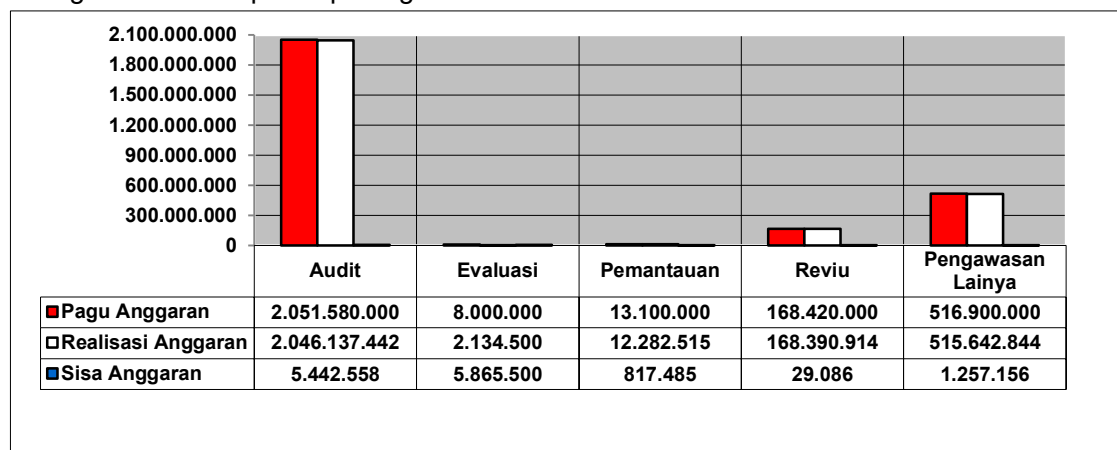 2.100.000.000
1.800.000.000
1.500.000.000
1.200.000.000
900.000.000
600.000.000
300.000.000
0
Audit Evaluasi Pemantauan Reviu Pengawasan
Lainya
Pagu Anggaran 2.051.580.000 8.000.000 13.100.000 168.420.000 516.900.000
Realisasi Anggaran 2.046.137.442 2.134.500 12.282.515 168.390.914 515.642.844
Sisa Anggaran 5.442.558 5.865.500 817.485 29.086 1.257.156